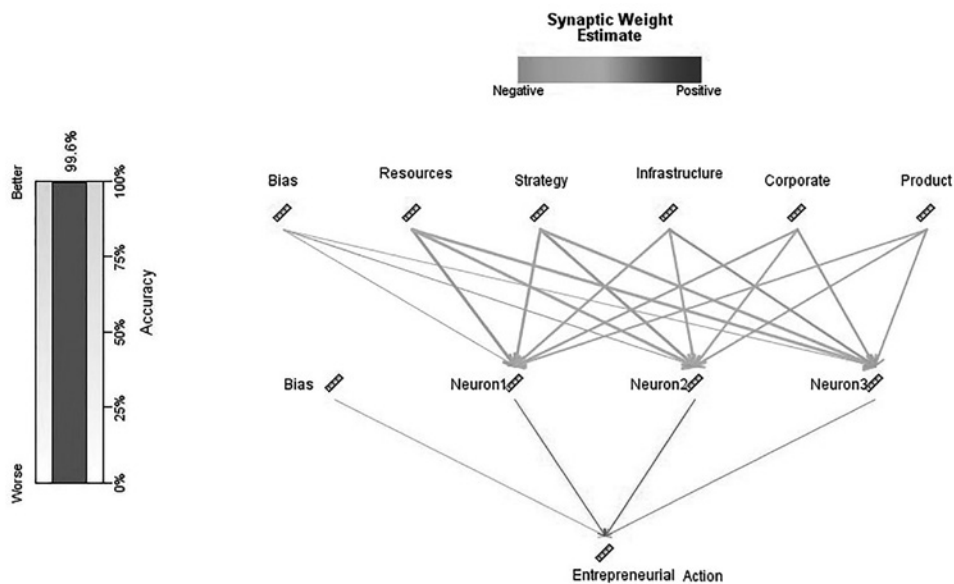 Synaptic Weight
Estimate
Negative Positive
Better
Worse
99.6%
100%
75%
50%
25%
0%
Accuracy
Bias Resources Strategy Infrastructure Corporate Product
Bias Neuron1 Neuron2 Neuron3
Entrepreneurial Action